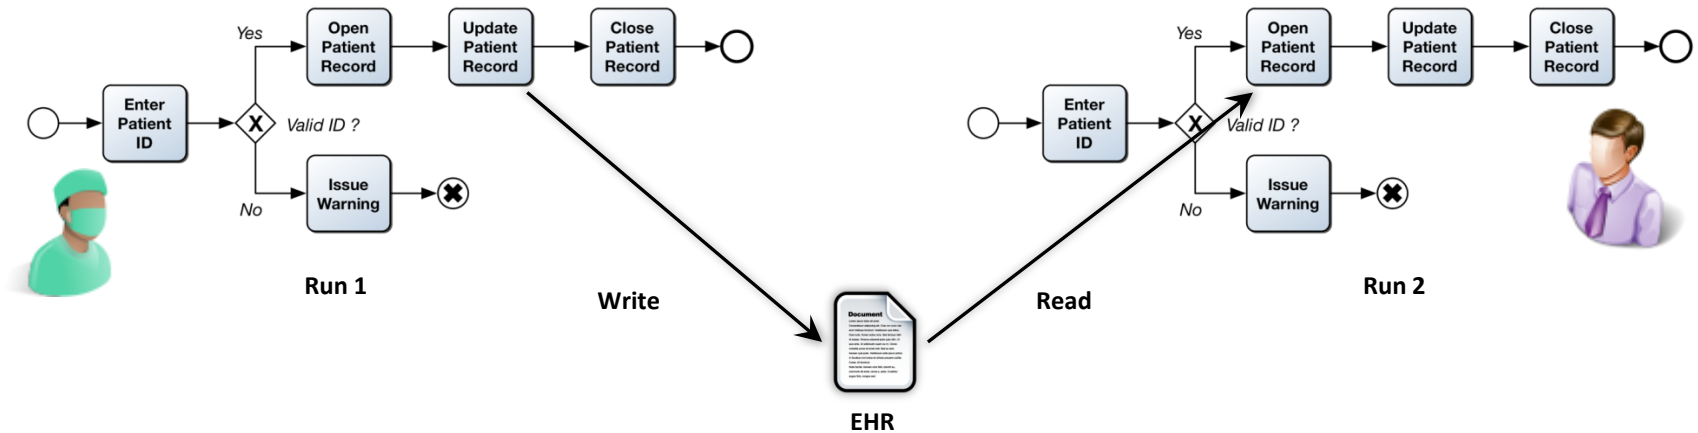 Yes
Open
Patient
Record
Update
Patient
Record
Close
Patient
Record
Enter
Patient
ID
X
Valid ID ?
No
Issue
Warning
Run 1
Write
Document
EHR
Read
Yes
Open
Patient
Record
Update
Patient
Record
Close
Patient
Record
Enter
Patient
ID
X
Valid ID ?
No
Issue
Warning
Run 2